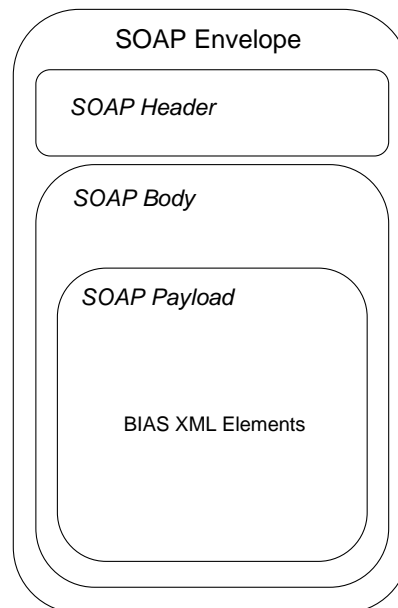 SOAP Envelope
SOAP Header
SOAP Body
SOAP Payload
BIAS XML Elements